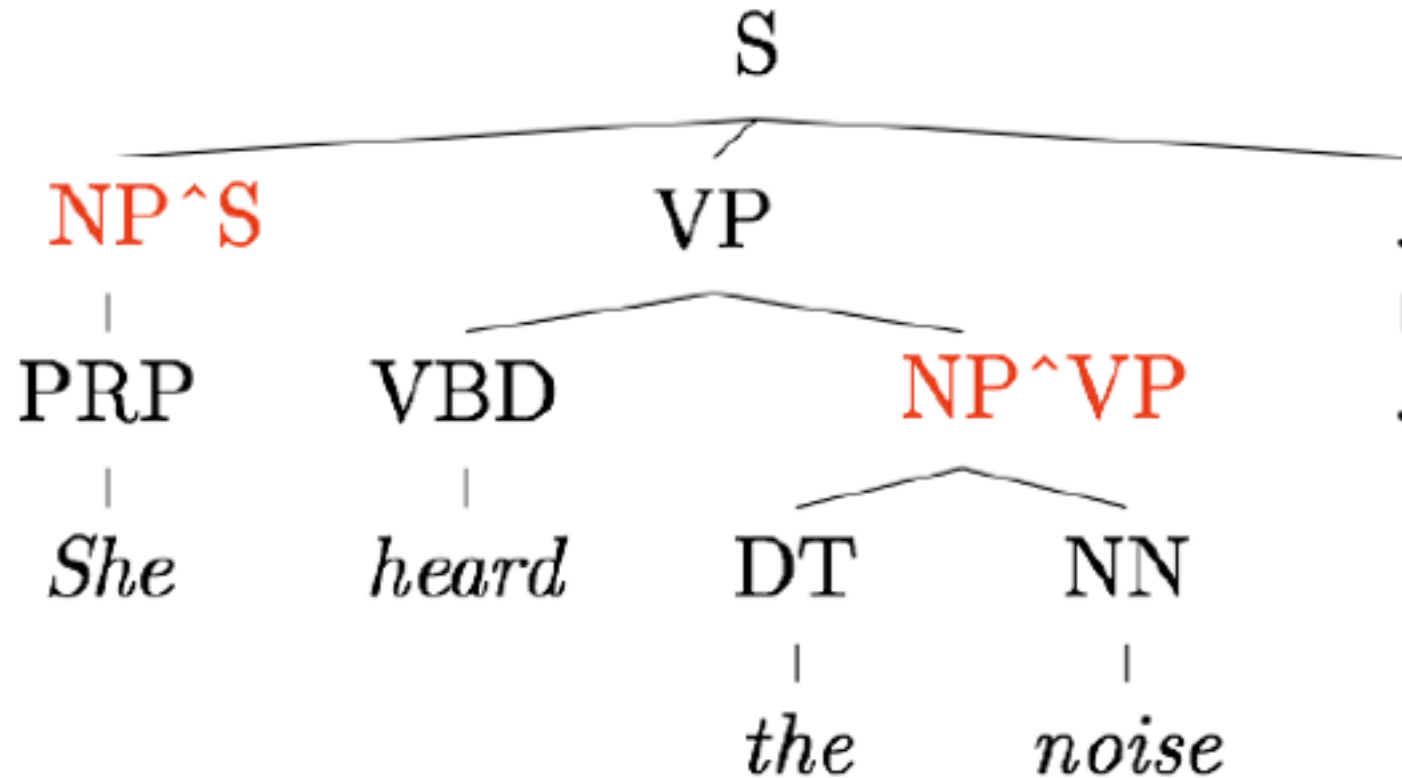 S
NP^S VP .
PRP VBD NP^VP .
She heard DT NN
the noise